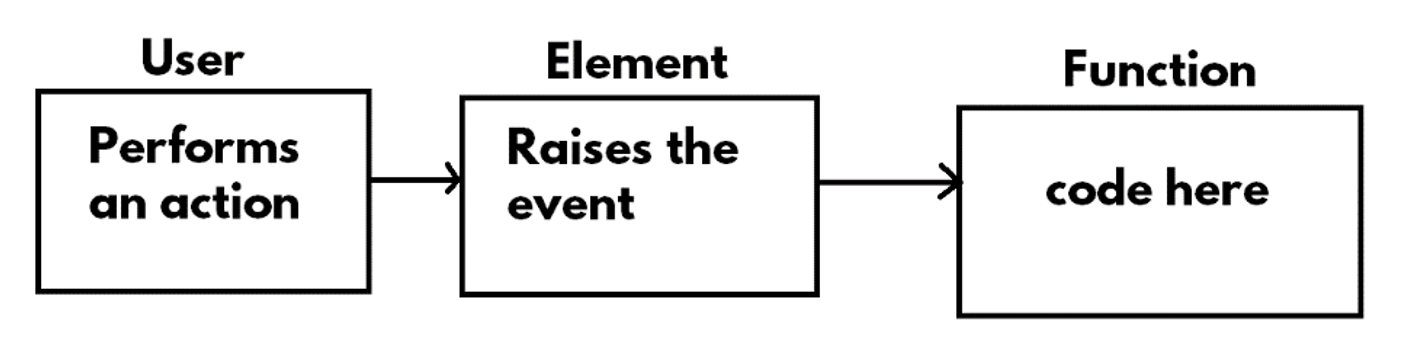 User
Performs
an action
Element
Raises the
event
Function
code here